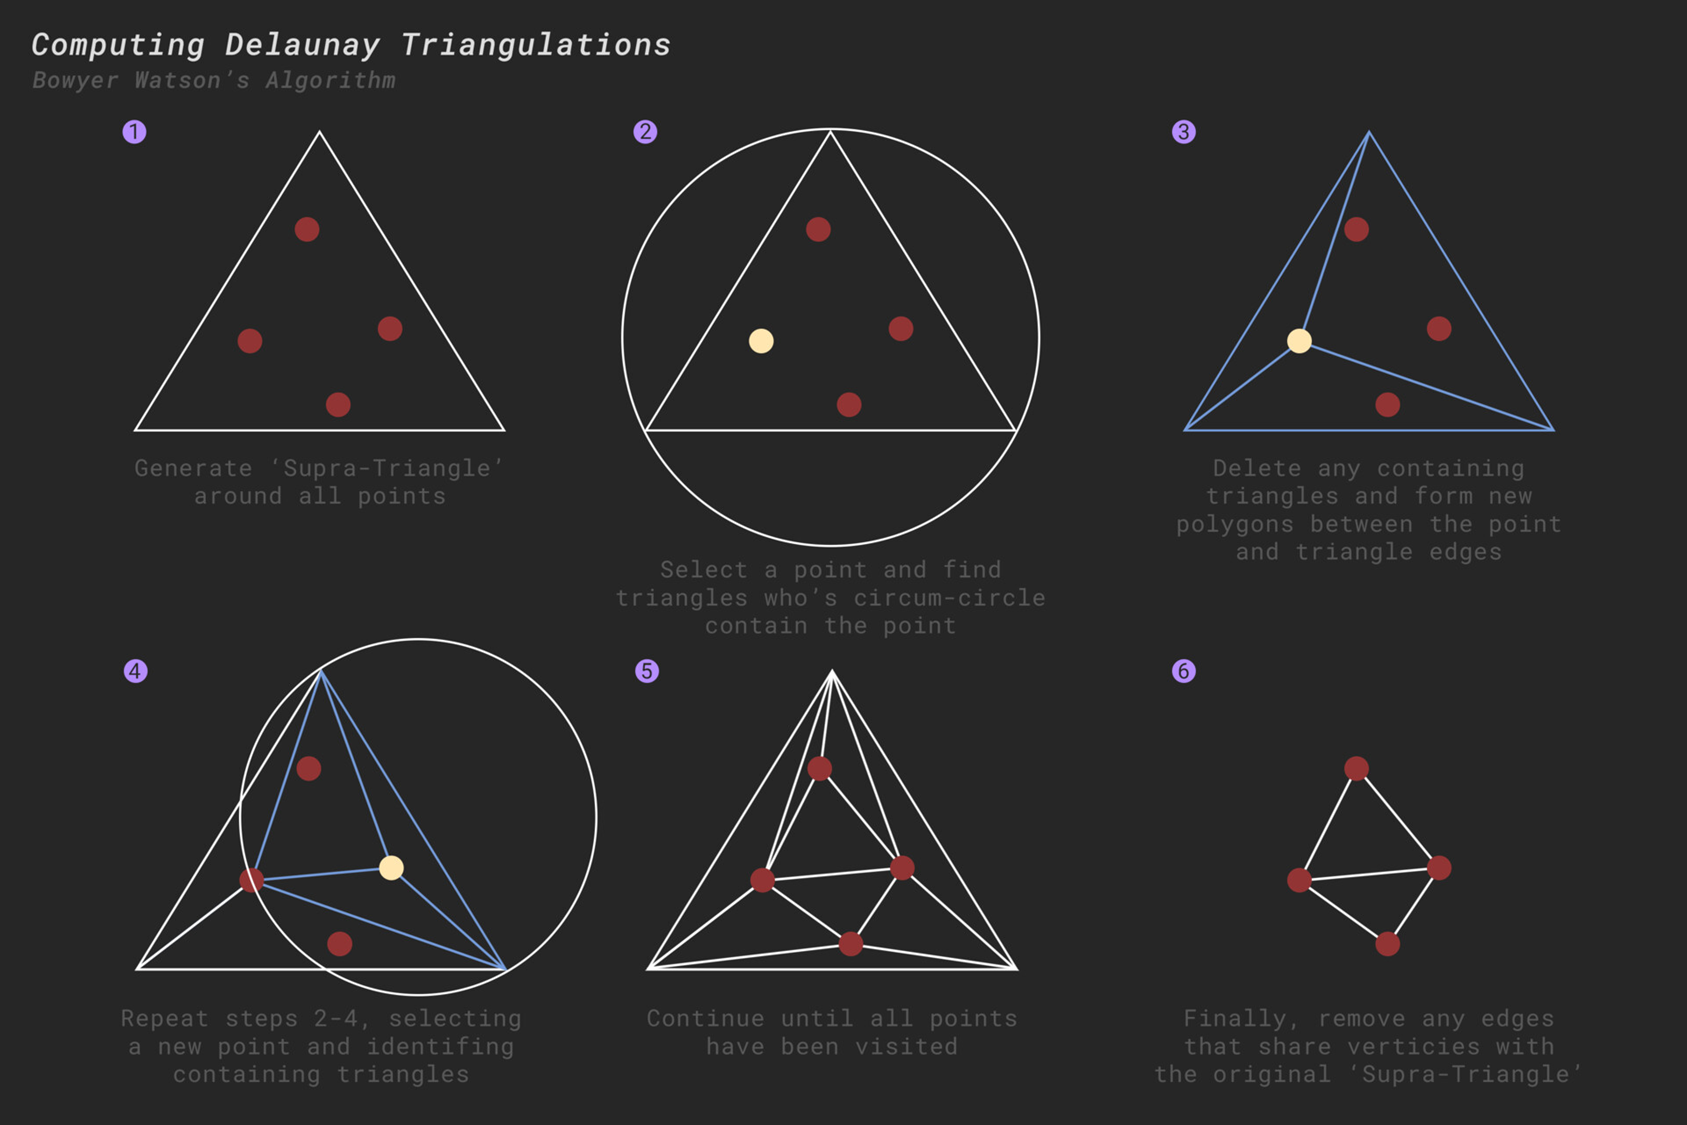 Computing Delaunay Triangulations
Bowyer Watson’s Algorithm
1
Generate ‘Supra-Triangle’
around all points
2
Select a point and find
triangles who’s circum-circle
contain the point
3
Delete any containing
triangles and form new
polygons between the point
and triangle edges
4
Repeat steps 2-4, selecting
a new point and identifing
containing triangles
5
Continue until all points
have been visited
6
Finally, remove any edges
that share verticies with
the original ‘Supra-Triangle’